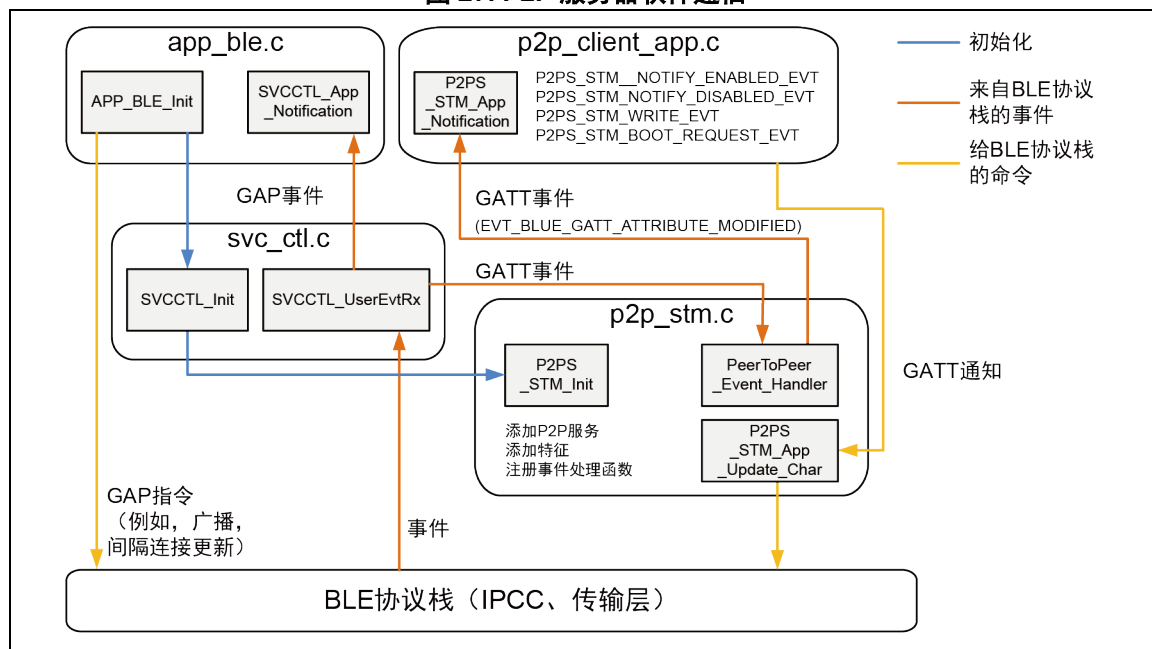 app_ble.c
APP_BLE_Init
SVCCTL_App
_Notification
p2p_client_app.c
P2PS
_STM_App
_Notification
P2PS_STM__NOTIFY_ENABLED_EVT
P2PS_STM_NOTIFY_DISABLED_EVT
P2PS_STM_WRITE_EVT
P2PS_STM_BOOT_REQUEST_EVT
初始化
来自BLE协议
栈的事件
给BLE协议栈
的命令
GAP事件
GATT事件
(EVT_BLUE_GATT_ATTRIBUTE_MODIFIED)
svc_ctl.c
SVCCTL_Init
SVCCTL_UserEvtRx
GATT事件
p2p_stm.c
P2PS
_STM_Init
PeerToPeer
_Event_Handler
添加P2P服务
添加特征
注册事件处理函数
P2PS
_STM_App
_Update_Char
GATT通知
GAP指令
（例如，广播，
间隔连接更新）
事件
BLE协议栈（IPCC、传输层）